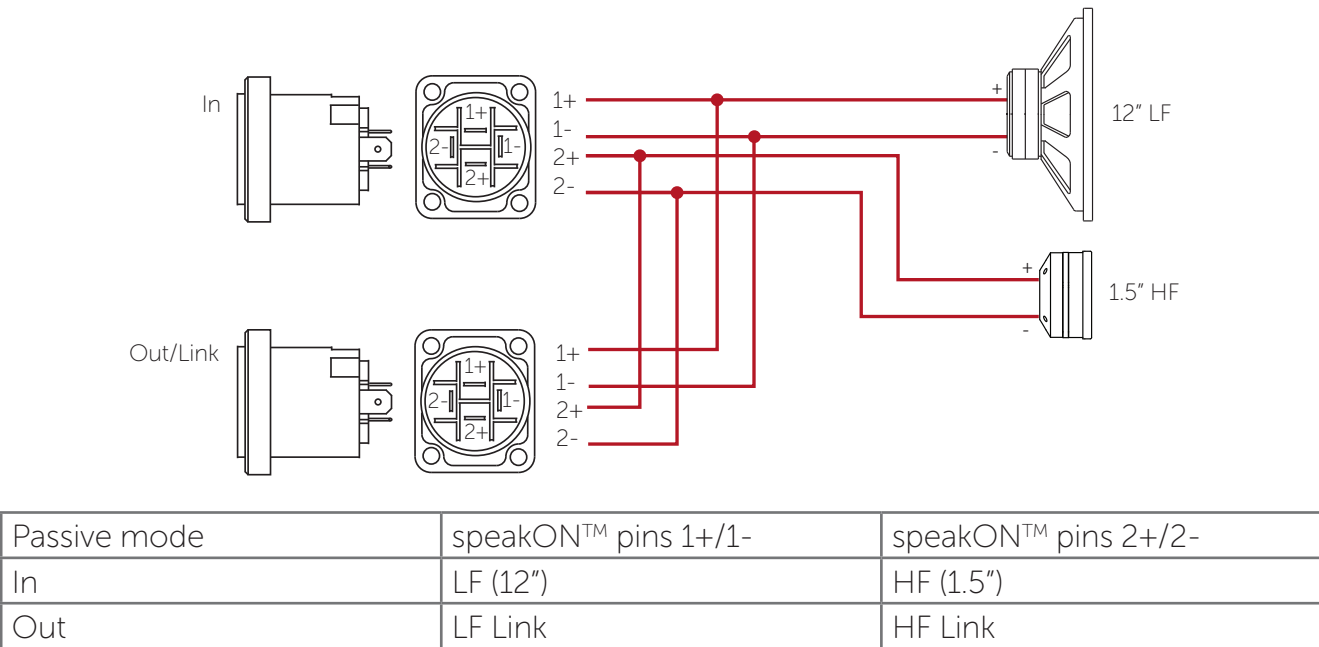 In
1+
2-
1-
2+
1+
1-
2+
2-
+
-
12” LF
+
-
1.5” HF
Out/Link
1+
2-
1-
2+
1+
1-
2+
2-
Passive mode speakON™ pins 1+/1- speakON™ pins 2+/2-
In LF (12”) HF (1.5”)
Out LF Link HF Link